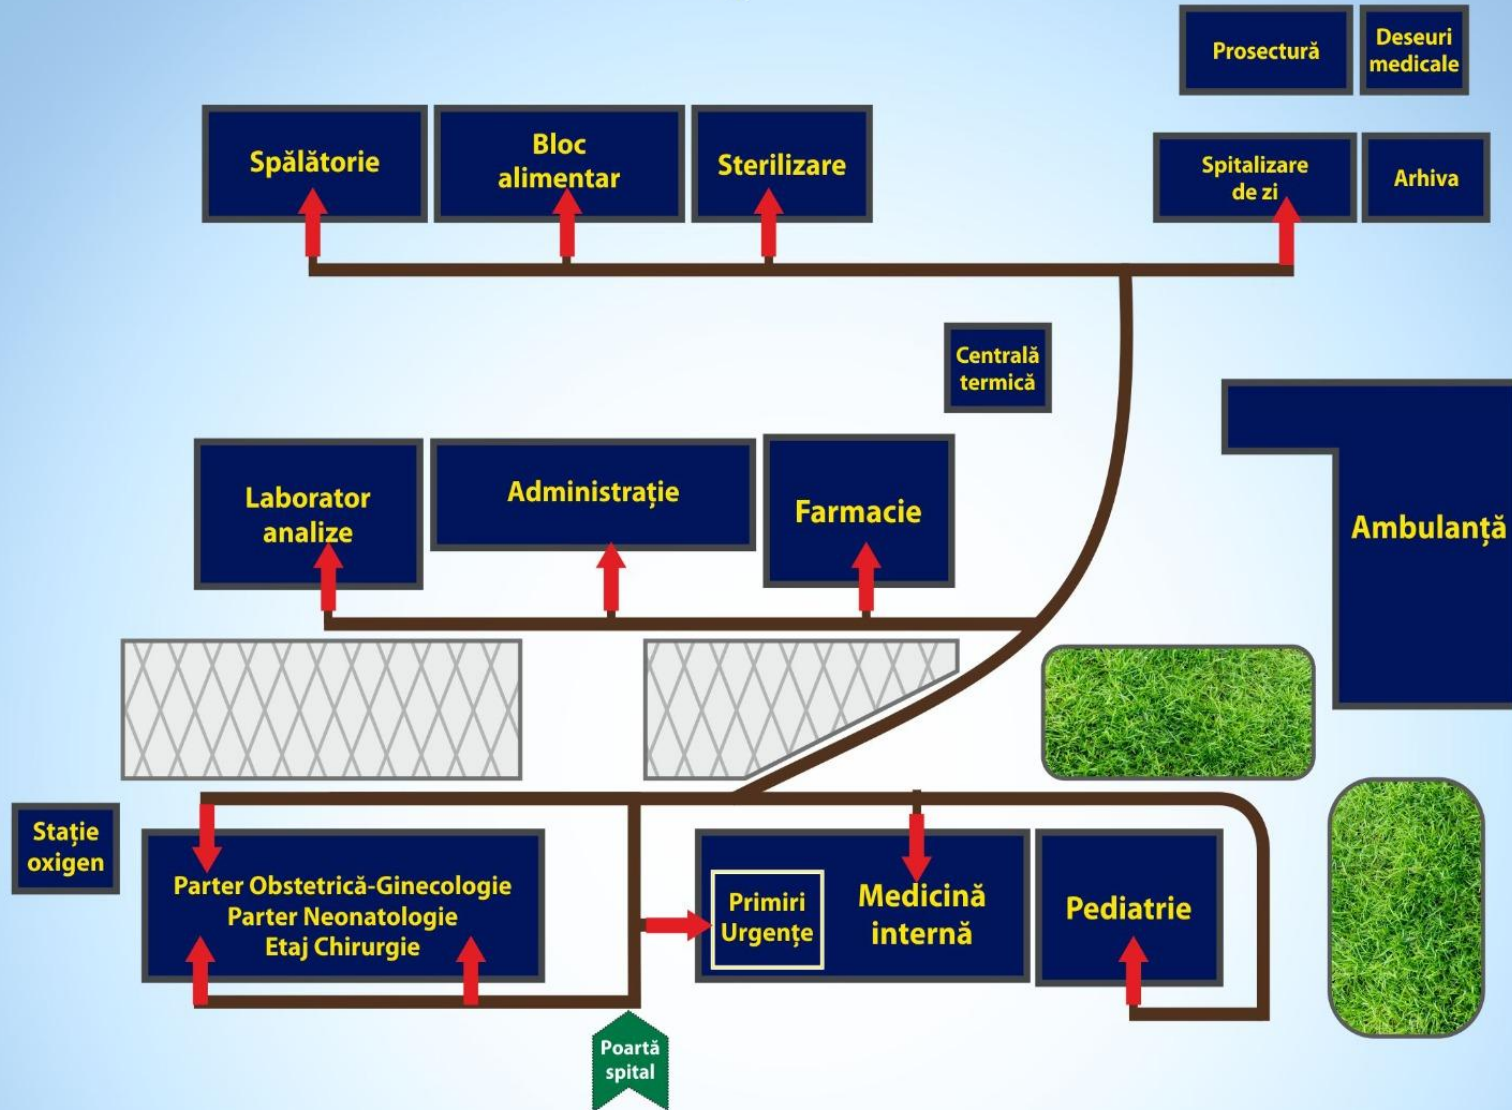 Prosectură
Deseuri
medicale
Spălătorie
Bloc
alimentar
Sterilizare
Spitalizare
de zi
Arhiva
Centrală
termică
Laborator
analize
Administrație
Farmacie
Ambulanță
Stație
oxigen
Parter Obstetrică-Ginecologie
Parter Neonatologie
Etaj Chirurgie
Primiri
Urgențe
Medicină
internă
Pediatrie
Poartă
spital